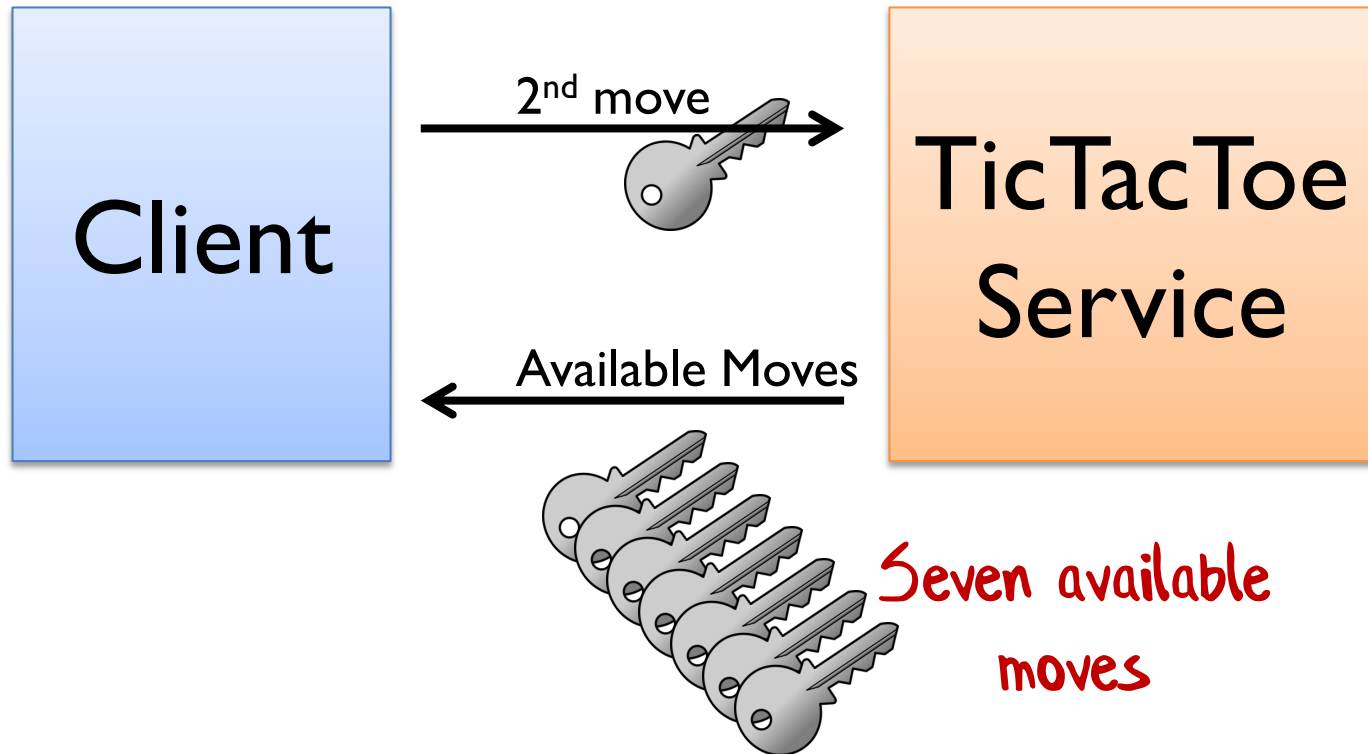 Client
2nd move
TicTacToe
Service
Available Moves
Seven available
moves